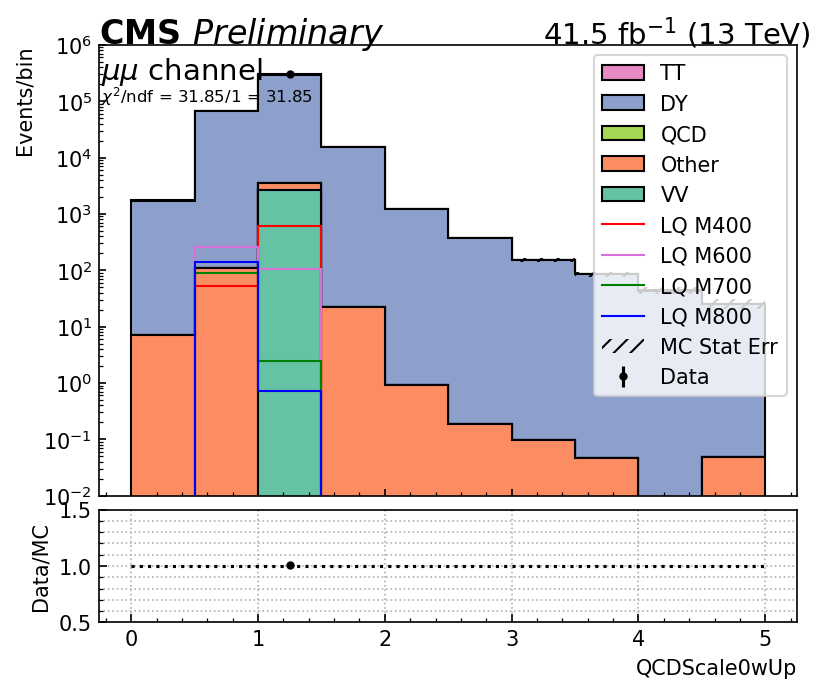 CMS Preliminary 41.5 fb⁻¹ (13 TeV)
μμ channel
χ²/ndf = 31.85/1 = 31.85
Events/bin
10⁶
10⁵
10⁴
10³
10²
10¹
10⁰
10⁻¹
10⁻²
TT
DY
QCD
Other
VV
LQ M400
LQ M600
LQ M700
LQ M800
MC Stat Err
Data
Data/MC
1.5
1.0
0.5
0 1 2 3 4 5
QCDScale0wUp